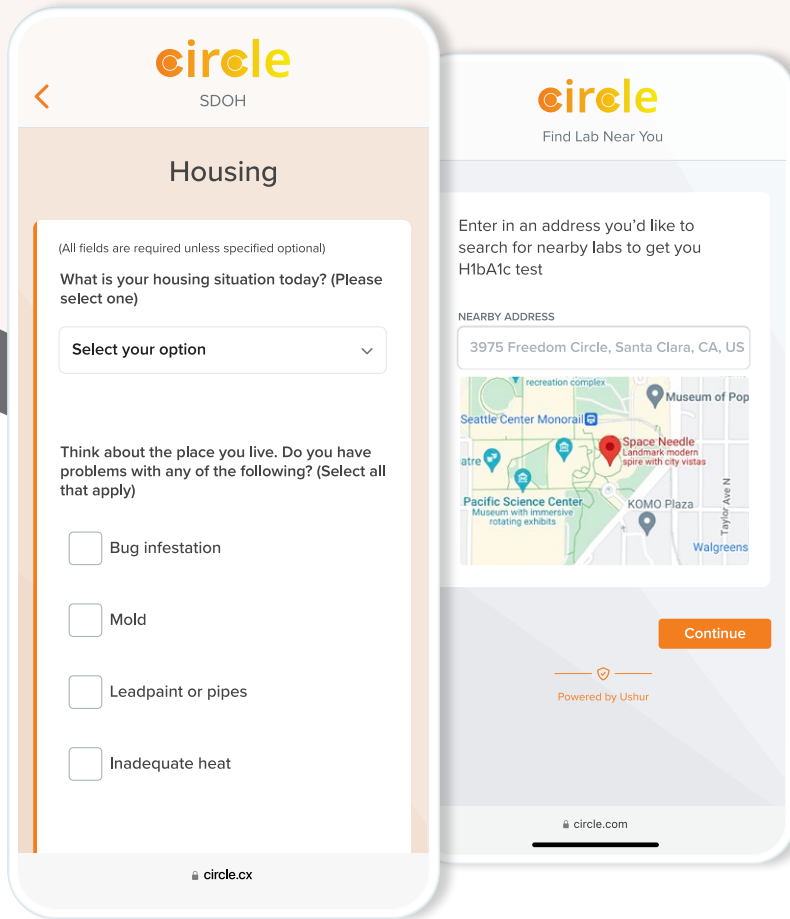 circle
SDOH
Housing
(All fields are required unless specified optional)
What is your housing situation today? (Please
select one)
Select your option
Think about the place you live. Do you have
problems with any of the following? (Select all
that apply)
Bug infestation
Mold
Leadpaint or pipes
Inadequate heat
circle.cx
circle
Find Lab Near You
Enter in an address you’d like to
search for nearby labs to get you
H1bA1c test
NEARBY ADDRESS
3975 Freedom Circle, Santa Clara, CA, US
recreation complex
Museum of Pop
Seattle Center Monorail
Space Needle
Landmark modern
spire with city vistas
atre
Pacific Science Center
Museum with immersive
rotating exhibits
KOMO Plaza
Taylor Ave N
Walgreens
Continue
Powered by Ushur
circle.com